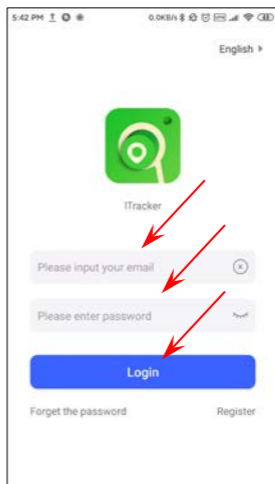 5:42 PM
0.0KB/s
English
ITracker
Please input your email
Please enter password
Login
Forget the password
Register